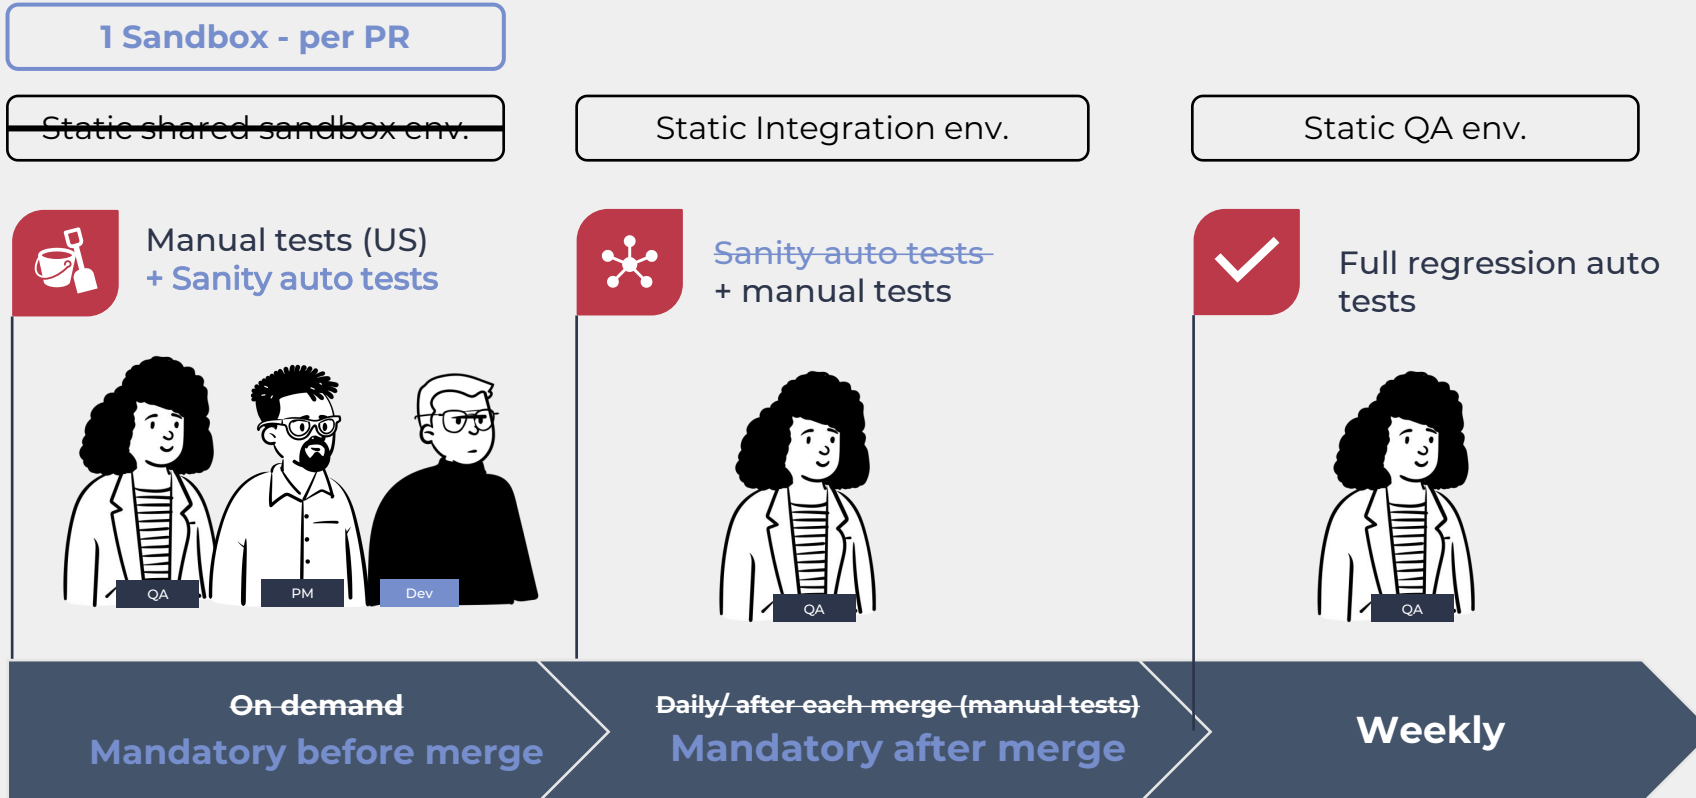 1 Sandbox - per PR
Static shared sandbox env.
Static Integration env.
Static QA env.
Manual tests (US)
+ Sanity auto tests
Sanity auto tests
+ manual tests
Full regression auto
tests
QA
PM
Dev
QA
QA
On demand
Mandatory before merge
Daily/ after each merge (manual tests)
Mandatory after merge
Weekly